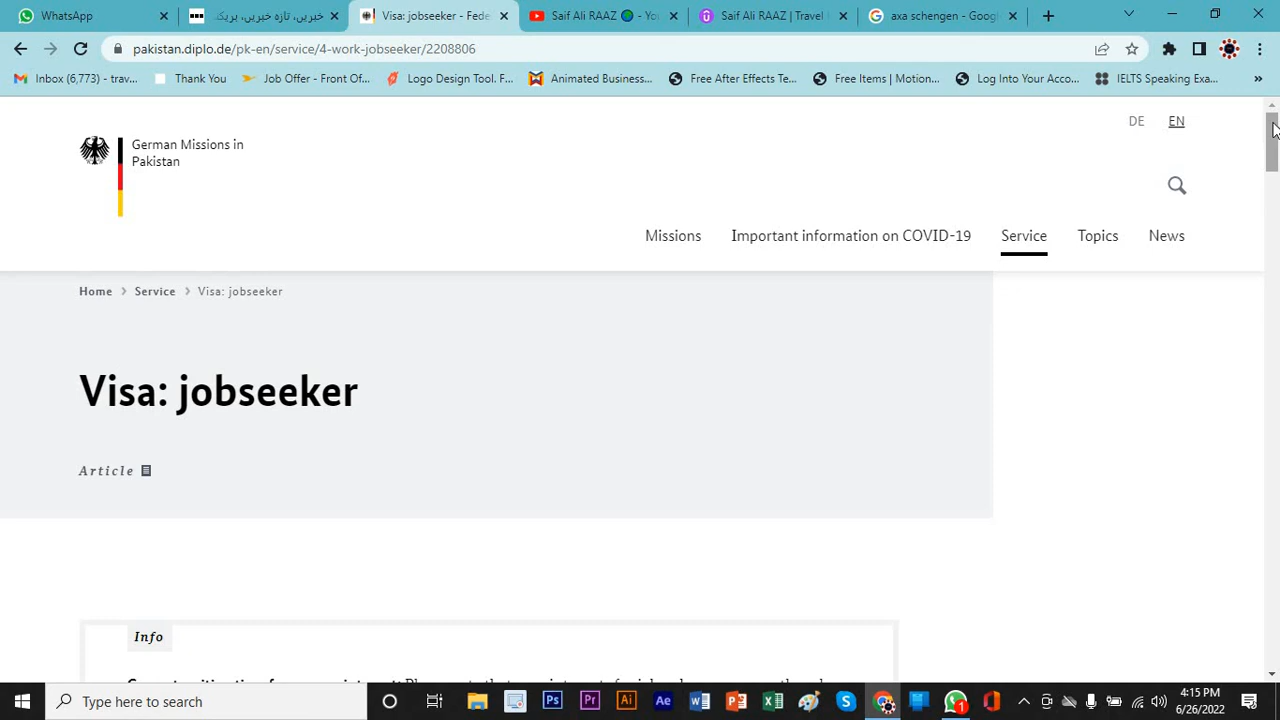 WhatsApp
خبریں، تازہ خبریں، بریک
Visa: jobseeker - Fede
Saif Ali RAAZ - Yo
Saif Ali RAAZ | Travel
axa schengen - Goog
pakistan.diplo.de/pk-en/service/4-work-jobseeker/2208806
Inbox (6,773) - trav...
Thank You
Job Offer - Front Of...
Logo Design Tool. F...
Animated Business...
Free After Effects Te...
Free Items | Motion...
Log Into Your Acco...
IELTS Speaking Exa...
German Missions in
Pakistan
DE EN
Missions
Important information on COVID-19
Service
Topics
News
Home
Service
Visa: jobseeker
Visa: jobseeker
Article
Info
Type here to search
4:15 PM
6/26/2022